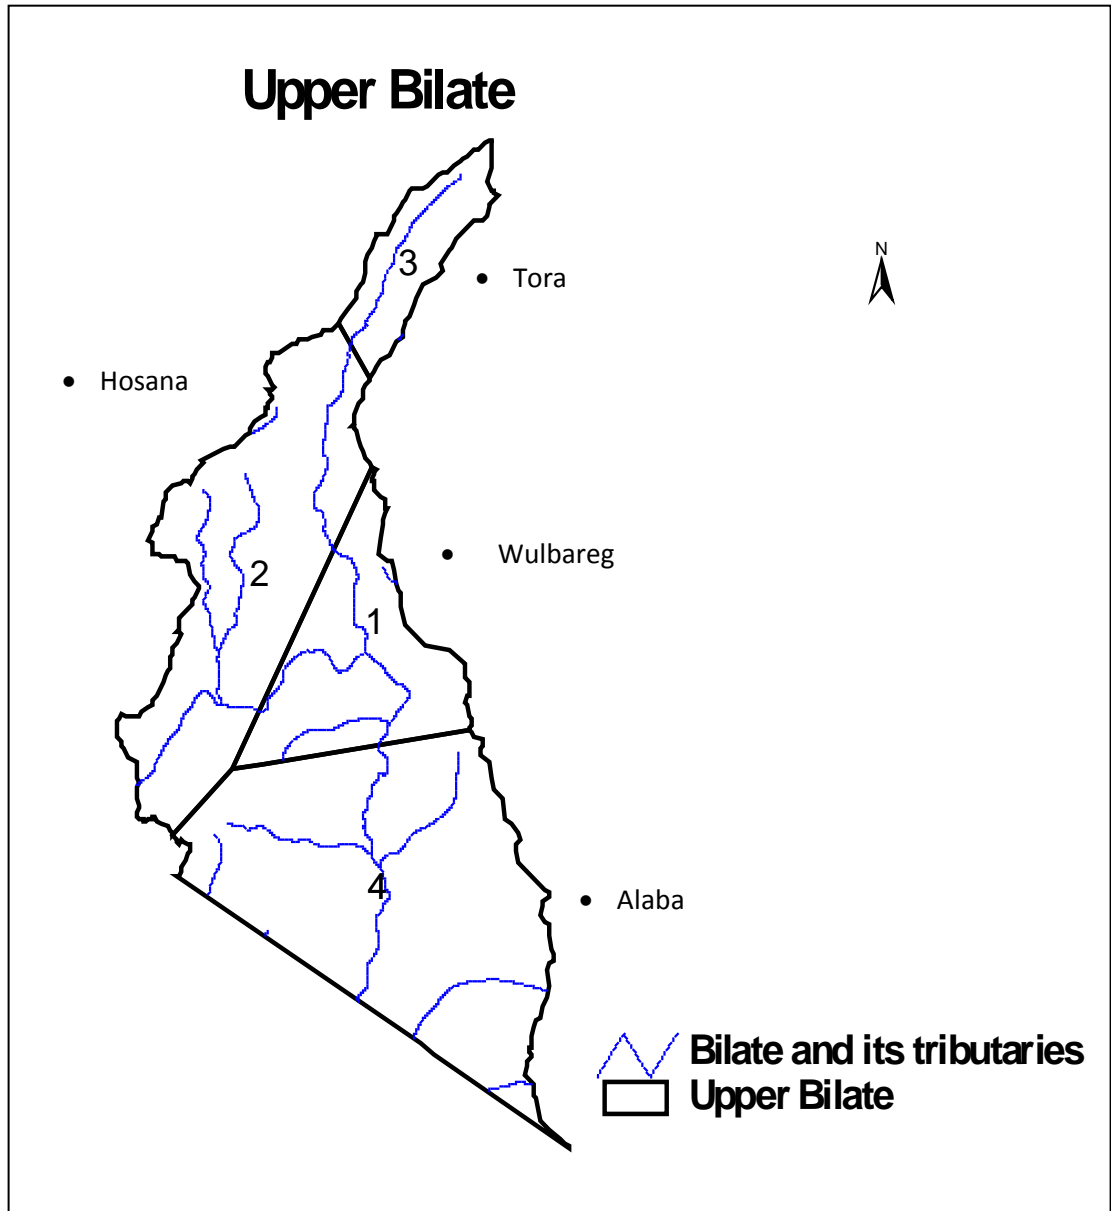 Upper Bilate
N
3
Tora
Hosana
Wulbareg
2
1
4
Alaba
Bilate and its tributaries
Upper Bilate